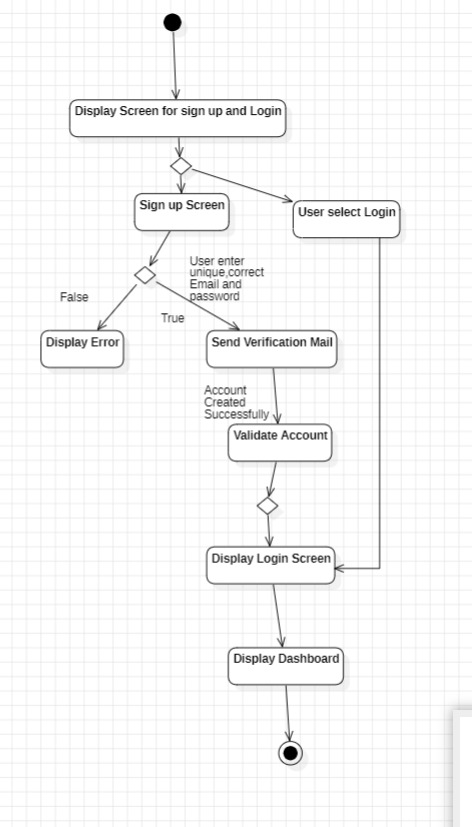 Display Screen for sign up and Login
Sign up Screen
User select Login
User enter
unique,correct
Email and
password
False
True
Display Error
Send Verification Mail
Account
Created
Successfully
Validate Account
Display Login Screen
Display Dashboard